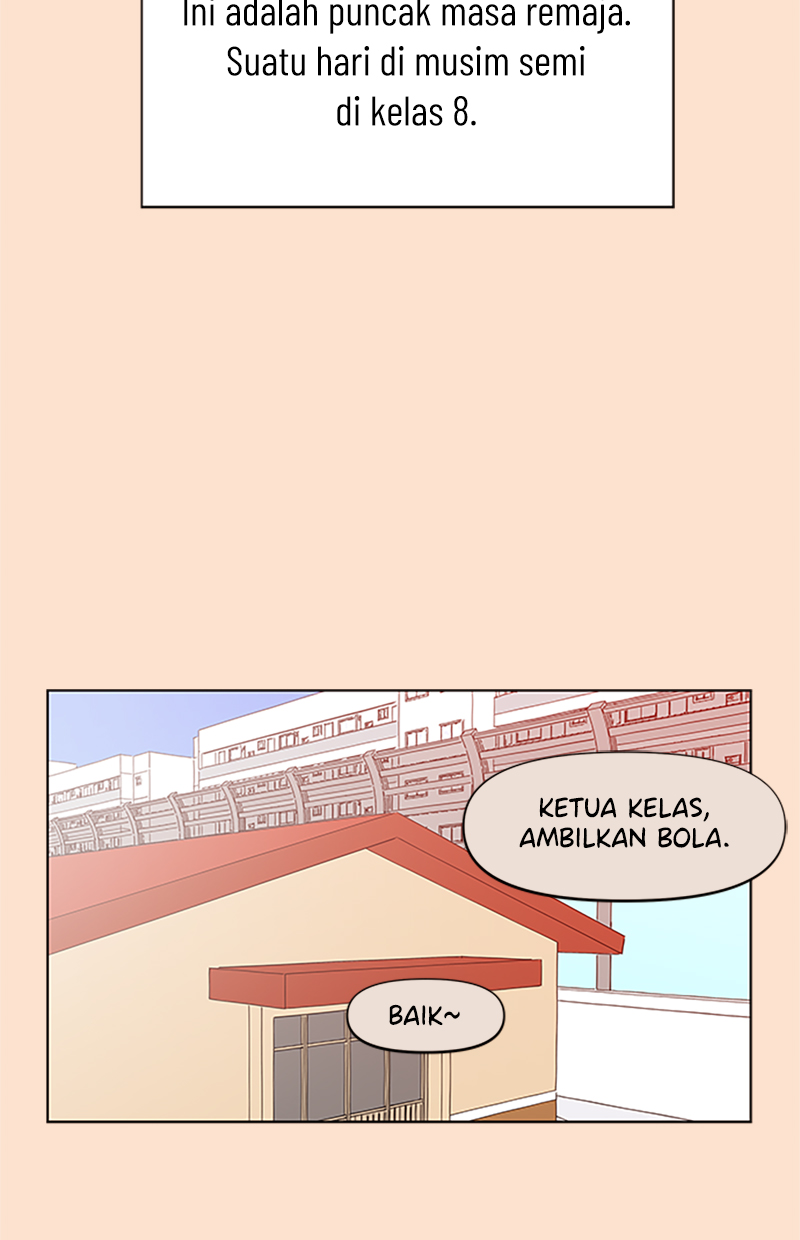 Ini adalah puncak masa remaja.
Suatu hari di musim semi
di kelas 8.
KETUA KELAS,
AMBILKAN BOLA.
BAIK~